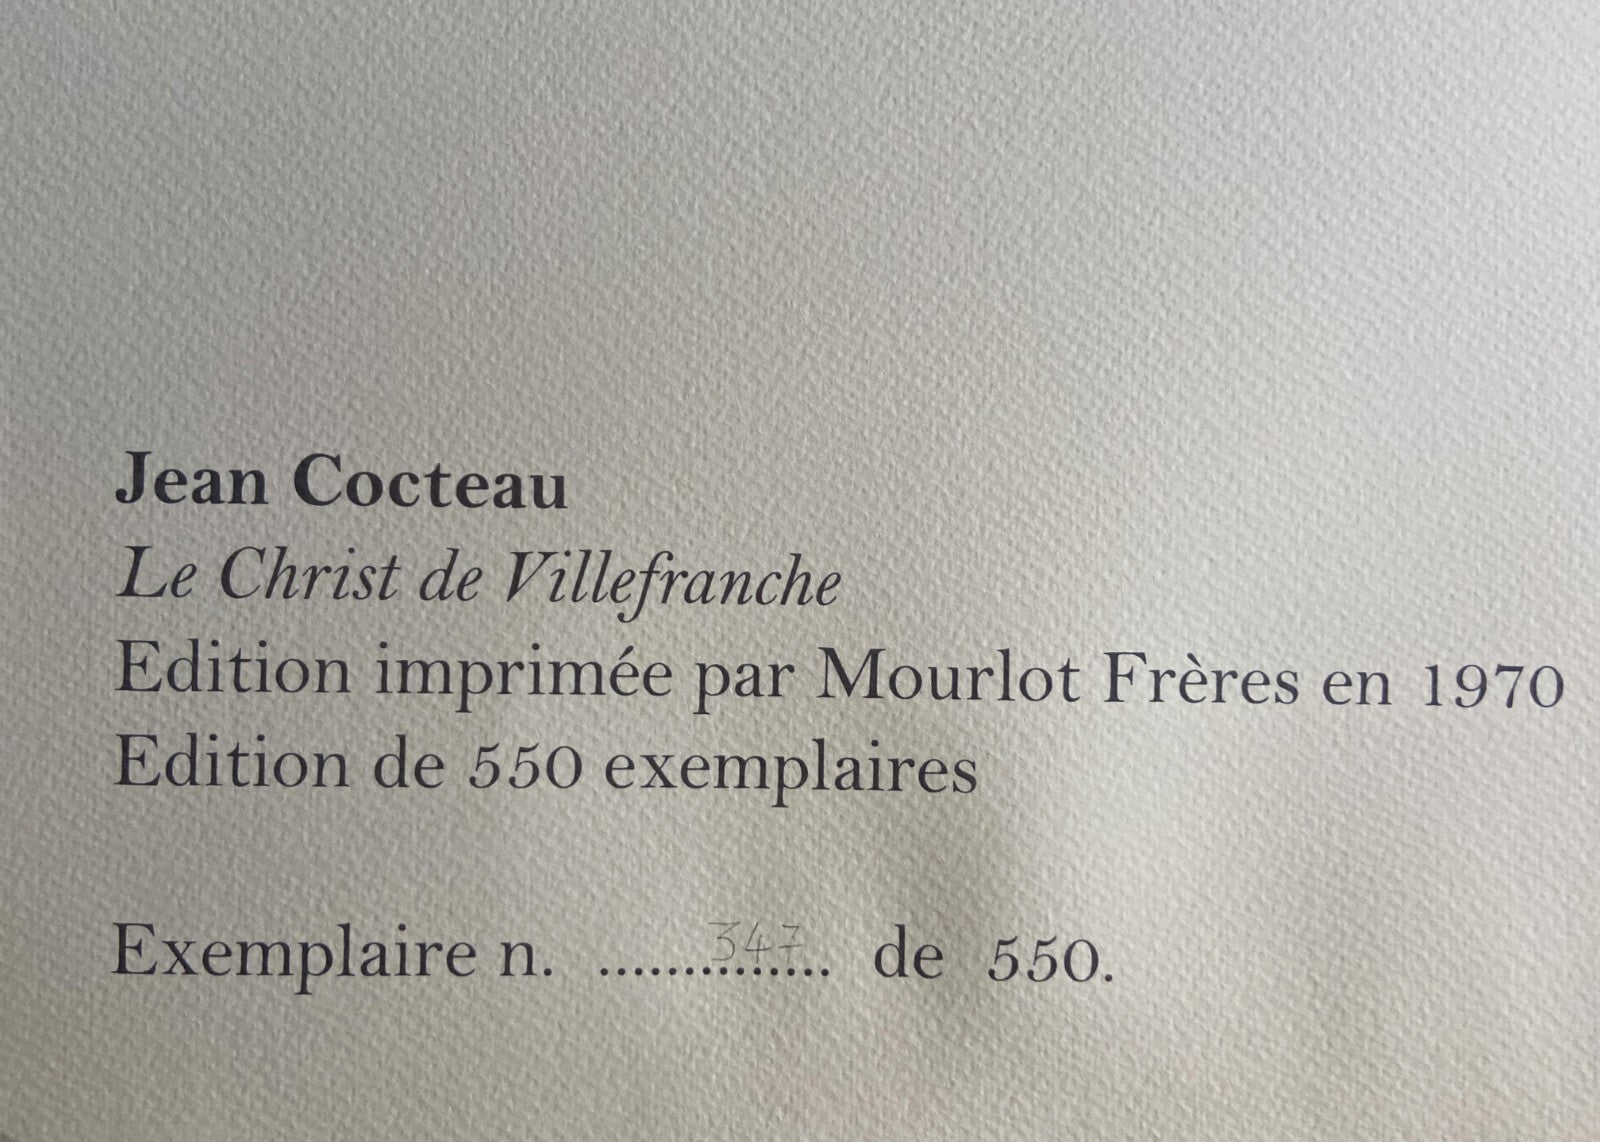 Jean Cocteau
Le Christ de Villefranche
Edition imprimée par Mourlot Frères en 1970
Edition de 550 exemplaires
Exemplaire n. .....347..... de 550.